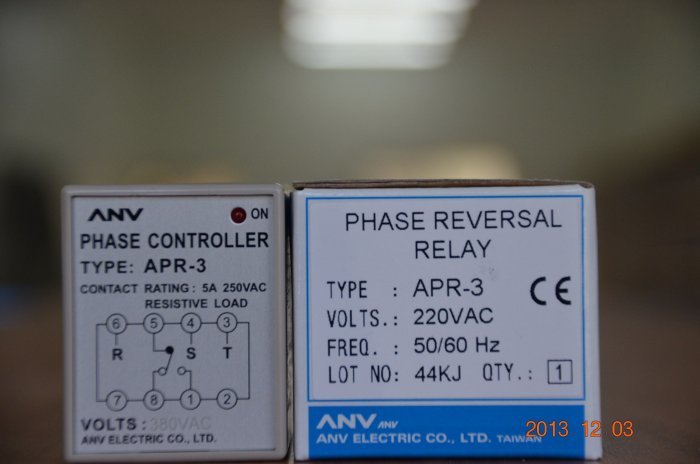 ANV
ON
PHASE CONTROLLER
TYPE: APR-3
CONTACT RATING: 5A 250VAC
RESISTIVE LOAD
6 5 4 3
R S T
7 8 1 2
VOLTS: 380VAC
ANV ELECTRIC CO., LTD.
PHASE REVERSAL
RELAY
TYPE : APR-3
CE
VOLTS.: 220VAC
FREQ. : 50/60 Hz
LOT NO: 44KJ QTY.: 1
ANV ANV
ANV ELECTRIC CO., LTD. TAIWAN
2013 12 03